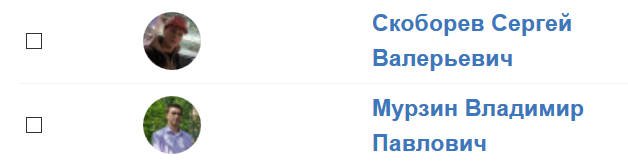 Скоборев Сергей
Валерьевич
Мурзин Владимир
Павлович